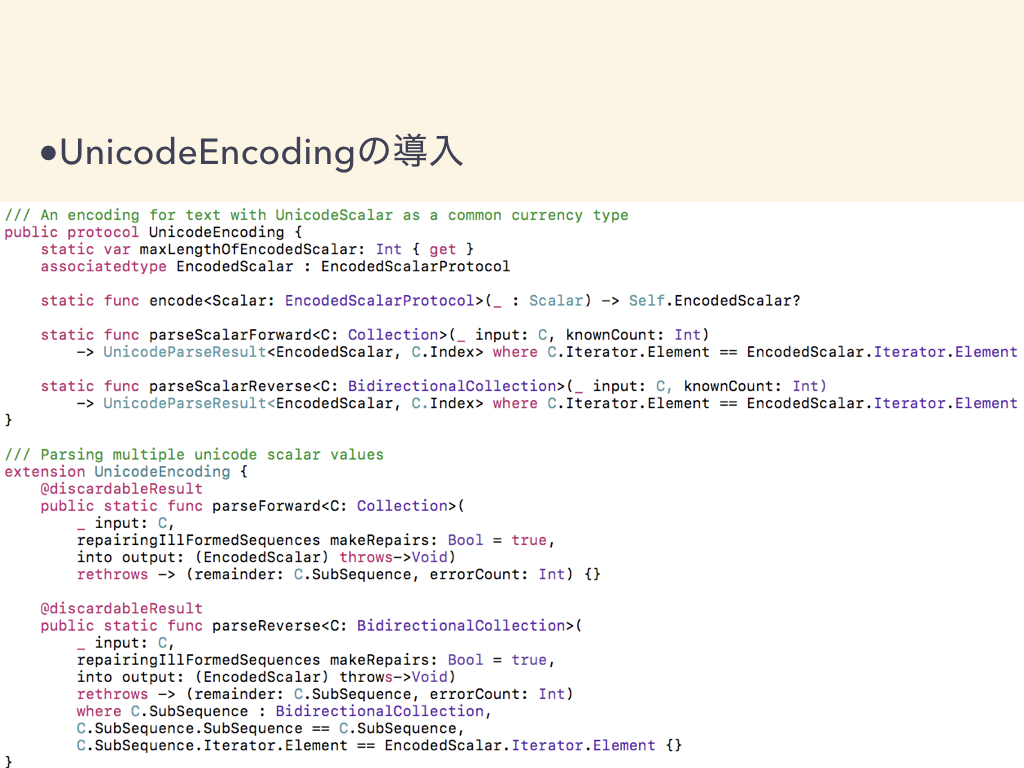 ●UnicodeEncodingの導入
/// An encoding for text with UnicodeScalar as a common currency type
public protocol UnicodeEncoding {
    static var maxLengthOfEncodedScalar: Int { get }
    associatedtype EncodedScalar : EncodedScalarProtocol

    static func encode<Scalar: EncodedScalarProtocol>(_ : Scalar) -> Self.EncodedScalar?

    static func parseScalarForward<C: Collection>(_ input: C, knownCount: Int)
        -> UnicodeParseResult<EncodedScalar, C.Index> where C.Iterator.Element == EncodedScalar.Iterator.Element

    static func parseScalarReverse<C: BidirectionalCollection>(_ input: C, knownCount: Int)
        -> UnicodeParseResult<EncodedScalar, C.Index> where C.Iterator.Element == EncodedScalar.Iterator.Element
}

/// Parsing multiple unicode scalar values
extension UnicodeEncoding {
    @discardableResult
    public static func parseForward<C: Collection>(
        _ input: C,
        repairingIllFormedSequences makeRepairs: Bool = true,
        into output: (EncodedScalar) throws->Void)
        rethrows -> (remainder: C.SubSequence, errorCount: Int) {}

    @discardableResult
    public static func parseReverse<C: BidirectionalCollection>(
        _ input: C,
        repairingIllFormedSequences makeRepairs: Bool = true,
        into output: (EncodedScalar) throws->Void)
        rethrows -> (remainder: C.SubSequence, errorCount: Int)
        where C.SubSequence : BidirectionalCollection,
        C.SubSequence.SubSequence == C.SubSequence,
        C.SubSequence.Iterator.Element == EncodedScalar.Iterator.Element {}
}